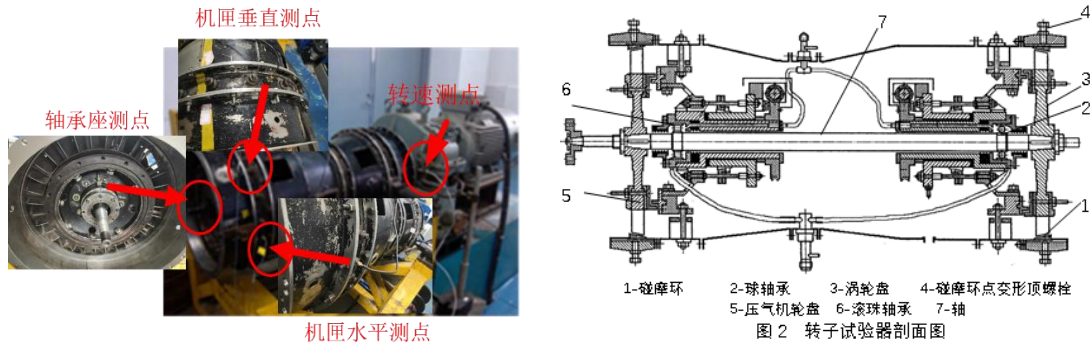 机匣垂直测点
转速测点
轴承座测点
机匣水平测点
7
4
6
3
2
5
1
1-碰摩环 2-球轴承 3-涡轮盘 4-碰摩环点变形顶螺栓
5-压气机轮盘 6-滚珠轴承 7-轴
图2 转子试验器剖面图